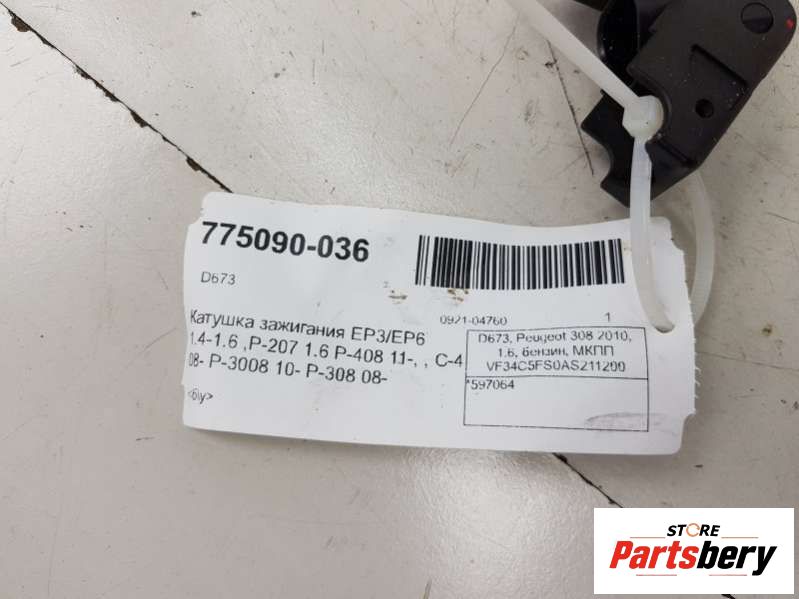 775090-036
D673
0921-04760 1
Катушка зажигания EP3/EP6
1.4-1.6 ,P-207 1.6 P-408 11-, , C-4
08- P-3008 10- P-308 08-
<б\у>
D673, Peugeot 308 2010,
1.6, бензин, МКПП
VF34C5FS0AS211200
*597064
STORE
Partsbery